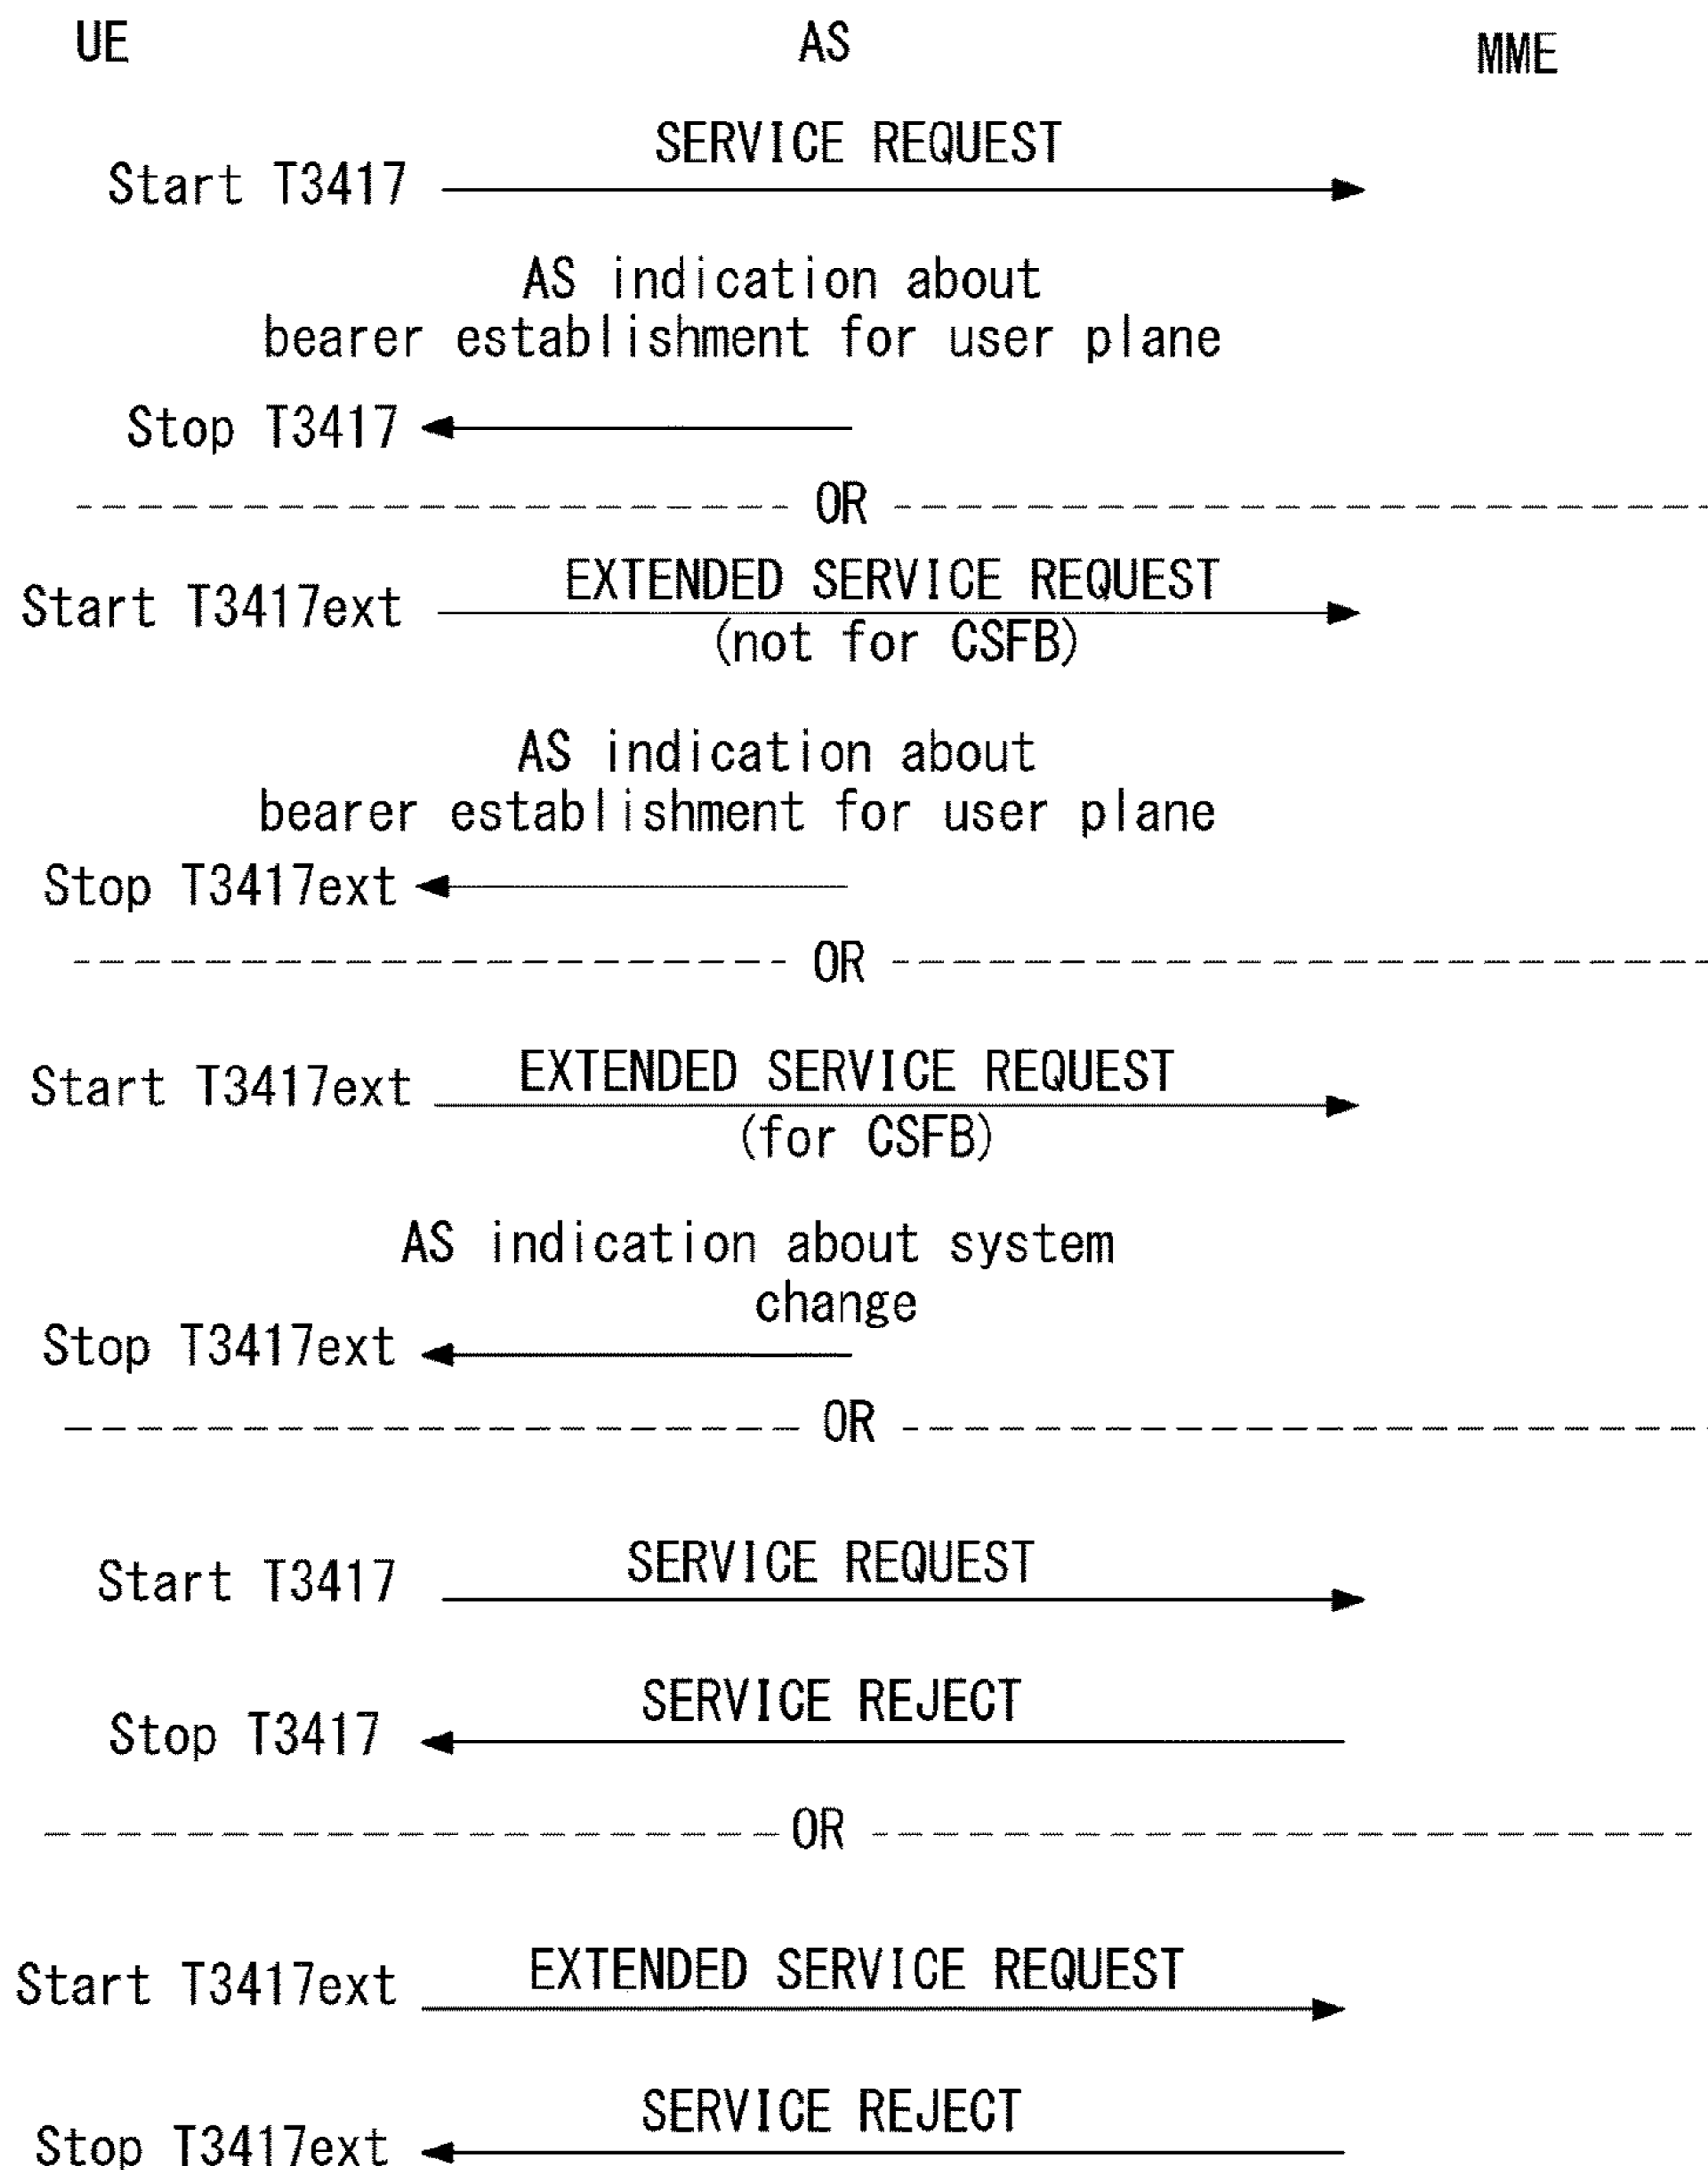 UE AS MME
SERVICE REQUEST
Start T3417
AS indication about
bearer establishment for user plane
Stop T3417
OR
EXTENDED SERVICE REQUEST
Start T3417ext
(not for CSFB)
AS indication about
bearer establishment for user plane
Stop T3417ext
OR
EXTENDED SERVICE REQUEST
Start T3417ext
(for CSFB)
AS indication about system
change
Stop T3417ext
OR
SERVICE REQUEST
Start T3417
SERVICE REJECT
Stop T3417
OR
EXTENDED SERVICE REQUEST
Start T3417ext
SERVICE REJECT
Stop T3417ext